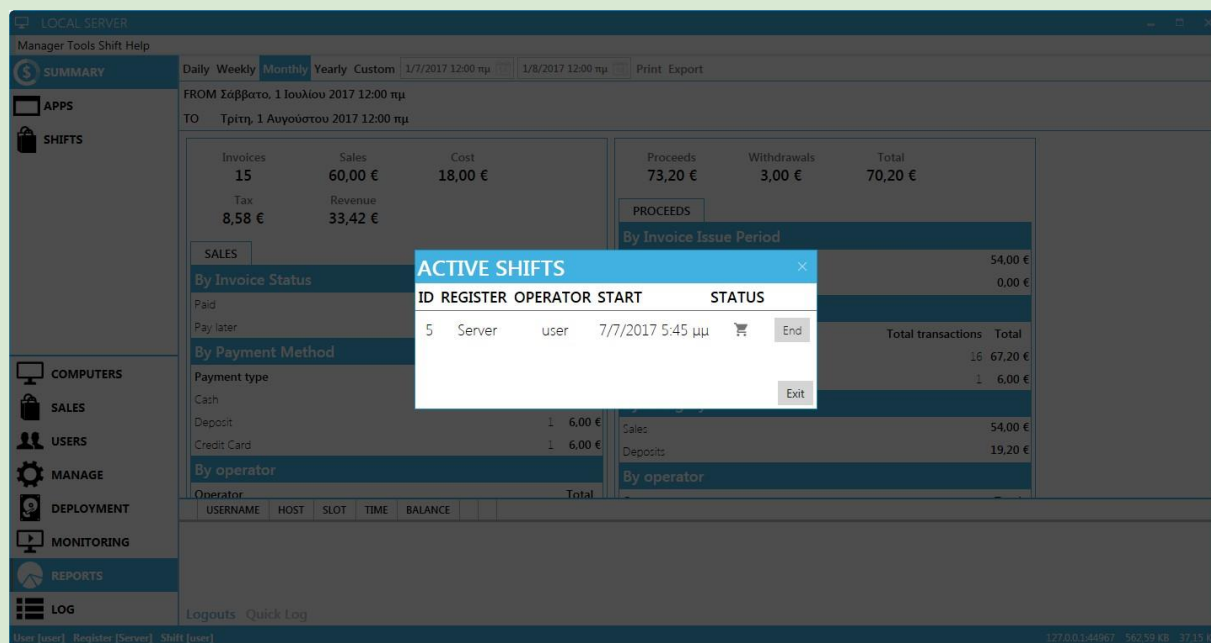 LOCAL SERVER
Manager Tools Shift Help
SUMMARY
APPS
SHIFTS
COMPUTERS
SALES
USERS
MANAGE
DEPLOYMENT
MONITORING
REPORTS
LOG
Daily Weekly Monthly Yearly Custom 1/7/2017 12:00 πμ 1/8/2017 12:00 πμ Print Export
FROM Σάββατο, 1 Ιουλίου 2017 12:00 πμ
TO Τρίτη, 1 Αυγούστου 2017 12:00 πμ
Invoices Sales Cost
15 60,00 € 18,00 €
Tax Revenue
8,58 € 33,42 €
SALES
By Invoice Status
Paid
Pay later
By Payment Method
Payment type
Cash
Deposit 1 6,00 €
Credit Card 1 6,00 €
By operator
Operator Total
Proceeds Withdrawals Total
73,20 € 3,00 € 70,20 €
PROCEEDS
By Invoice Issue Period
54,00 €
0,00 €
Total transactions Total
16 67,20 €
1 6,00 €
Sales 54,00 €
Deposits 19,20 €
By operator
ACTIVE SHIFTS
ID REGISTER OPERATOR START STATUS
5 Server user 7/7/2017 5:45 μμ End
Exit
USERNAME HOST SLOT TIME BALANCE
Logouts Quick Log
User [user] Register [Server] Shift [user] 127.0.0.1:44967 562,59 KB 37,15